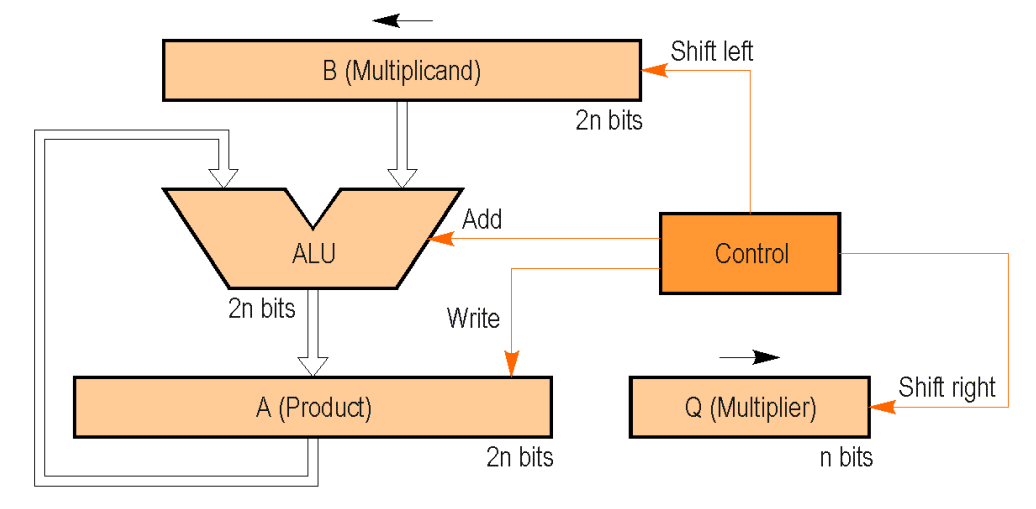 Shift left
B (Multiplicand)
2n bits
Add
Control
ALU
2n bits
Write
Shift right
A (Product)
Q (Multiplier)
2n bits
n bits